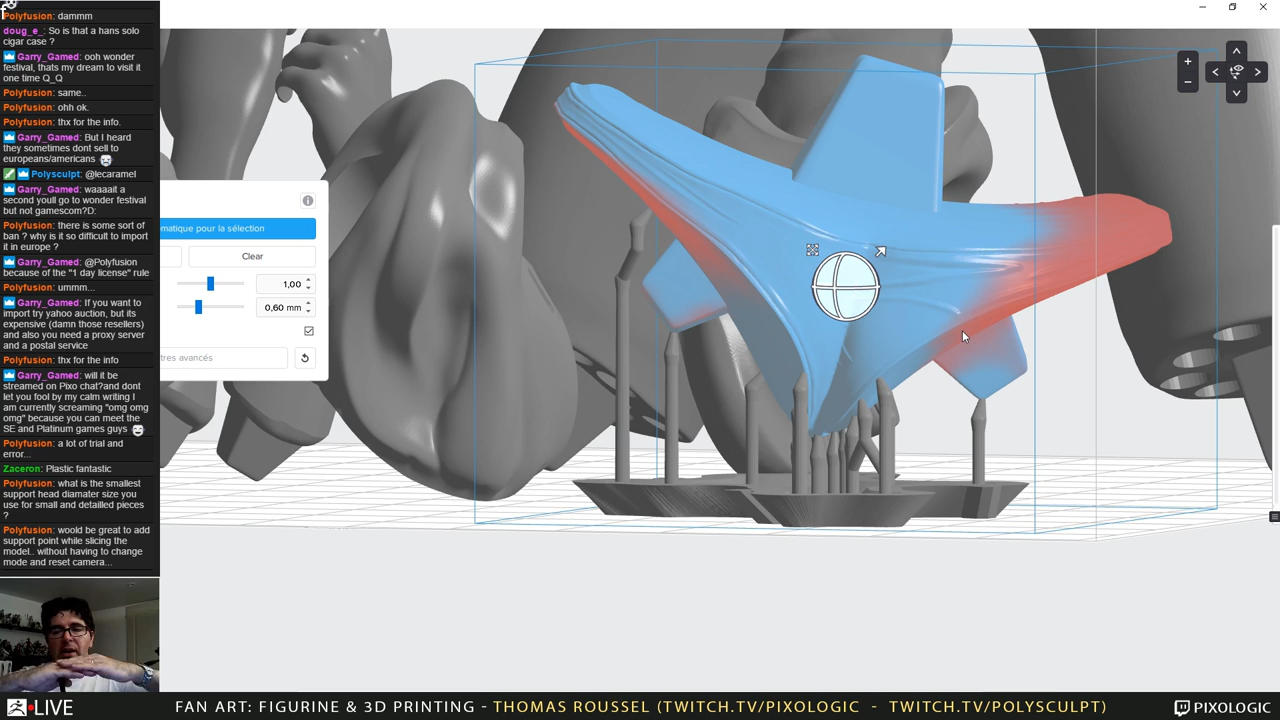 Polyfusion: dammm
doug_e_: So is that a hans solo
cigar case ?
Garry_Gamed: ooh wonder
festival, thats my dream to visit it
one time Q_Q
Polyfusion: same..
Polyfusion: ohh ok.
Polyfusion: thx for the info.
Garry_Gamed: But I heard
they sometimes dont sell to
europeans/americans
Polysculpt: @lecaramel
Garry_Gamed: waaaait a
second youll go to wonder festival
but not gamescom?D:
Polyfusion: there is some sort of
ban ? why is it so difficult to import
it in europe ?
Garry_Gamed: @Polyfusion
because of the "1 day license" rule
Polyfusion: ummm...
Garry_Gamed: If you want to
import try yahoo auction, but its
expensive (damn those resellers)
and also you need a proxy server
and a postal service
Polyfusion: thx for the info
Garry_Gamed: will it be
streamed on Pixo chat?and dont
let you fool by my calm writing I
am currently screaming "omg omg
omg" because you can meet the
SE and Platinum games guys
Polyfusion: a lot of trial and
error...
Zaceron: Plastic fantastic
Polyfusion: what is the smallest
support head diamater size you
use for small and detailled pieces
?
Polyfusion: woold be great to add
support point while slicing the
model.. without having to change
mode and reset camera...
matique pour la sélection
Clear
1,00
0,60 mm
tres avancés
LIVE
FAN ART: FIGURINE & 3D PRINTING - THOMAS ROUSSEL (TWITCH.TV/PIXOLOGIC - TWITCH.TV/POLYSCULPT)
PIXOLOGIC